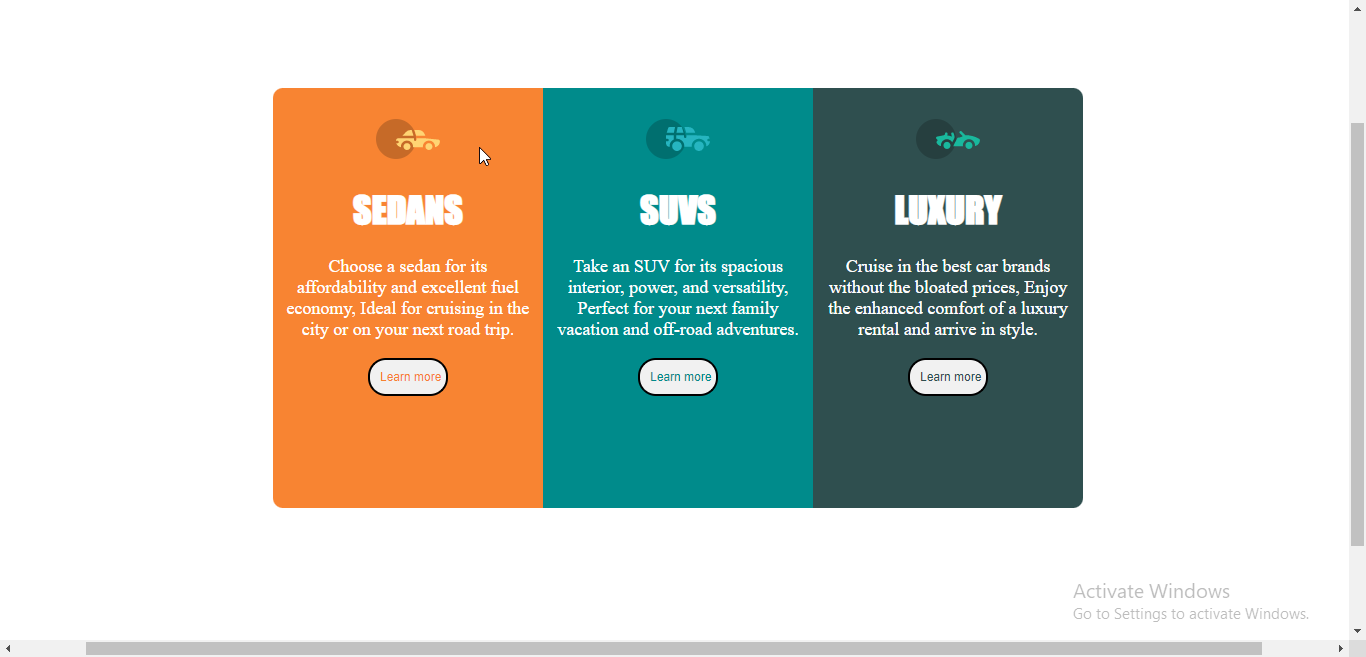 SEDANS
Choose a sedan for its
affordability and excellent fuel
economy, Ideal for cruising in the
city or on your next road trip.
Learn more
SUVS
Take an SUV for its spacious
interior, power, and versatility,
Perfect for your next family
vacation and off-road adventures.
Learn more
LUXURY
Cruise in the best car brands
without the bloated prices, Enjoy
the enhanced comfort of a luxury
rental and arrive in style.
Learn more
Activate Windows
Go to Settings to activate Windows.